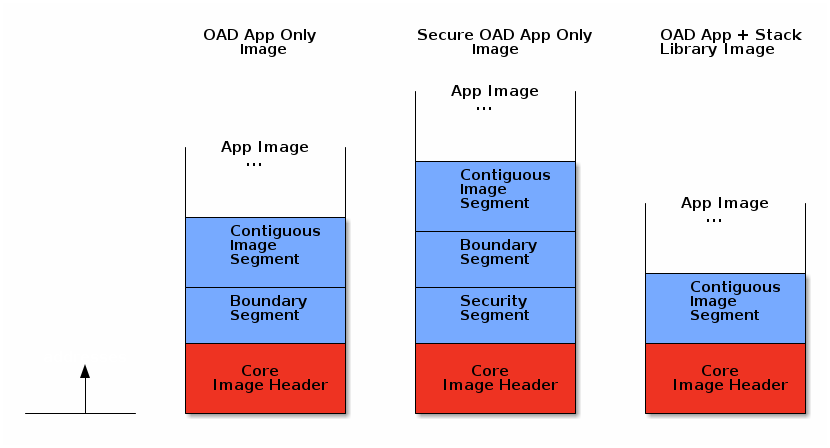 OAD App Only
Image
App Image
...
Contiguous
Image
Segment
Boundary
Segment
Core
Image Header
Secure OAD App Only
Image
App Image
...
Contiguous
Image
Segment
Boundary
Segment
Security
Segment
Core
Image Header
OAD App + Stack
Library Image
App Image
...
Contiguous
Image
Segment
Core
Image Header